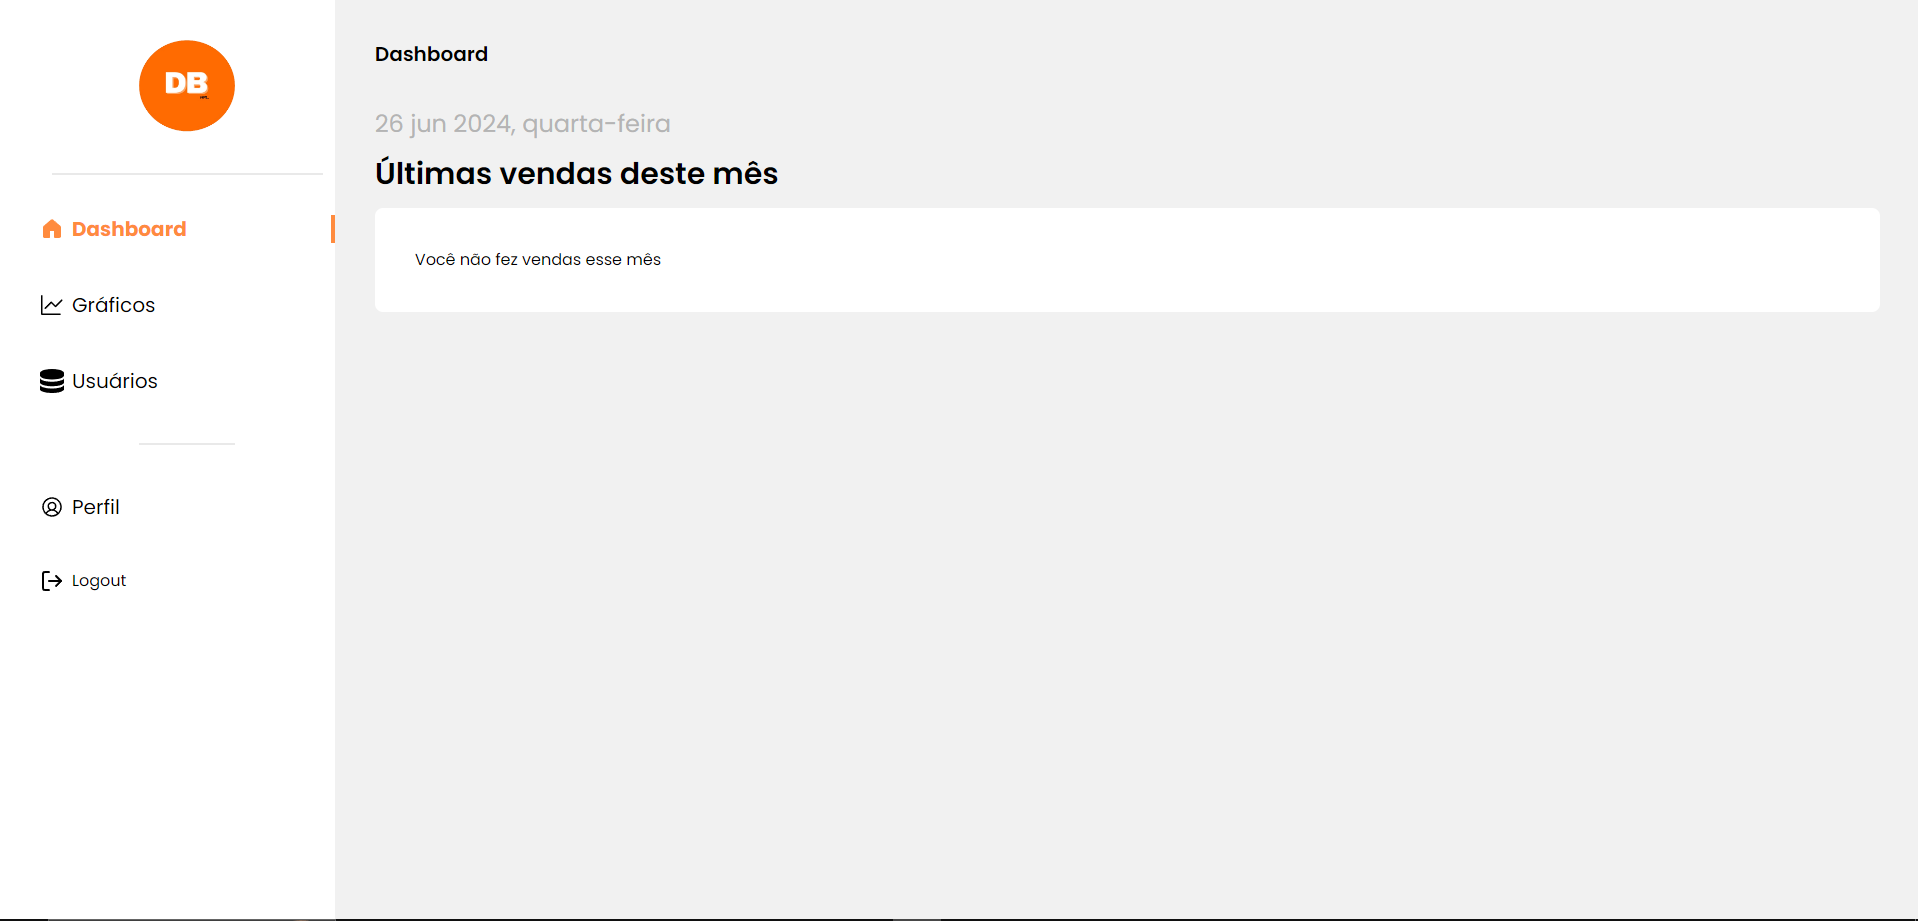 DB
Dashboard
Gráficos
Usuários
Perfil
Logout
Dashboard
26 jun 2024, quarta-feira
Últimas vendas deste mês
Você não fez vendas esse mês